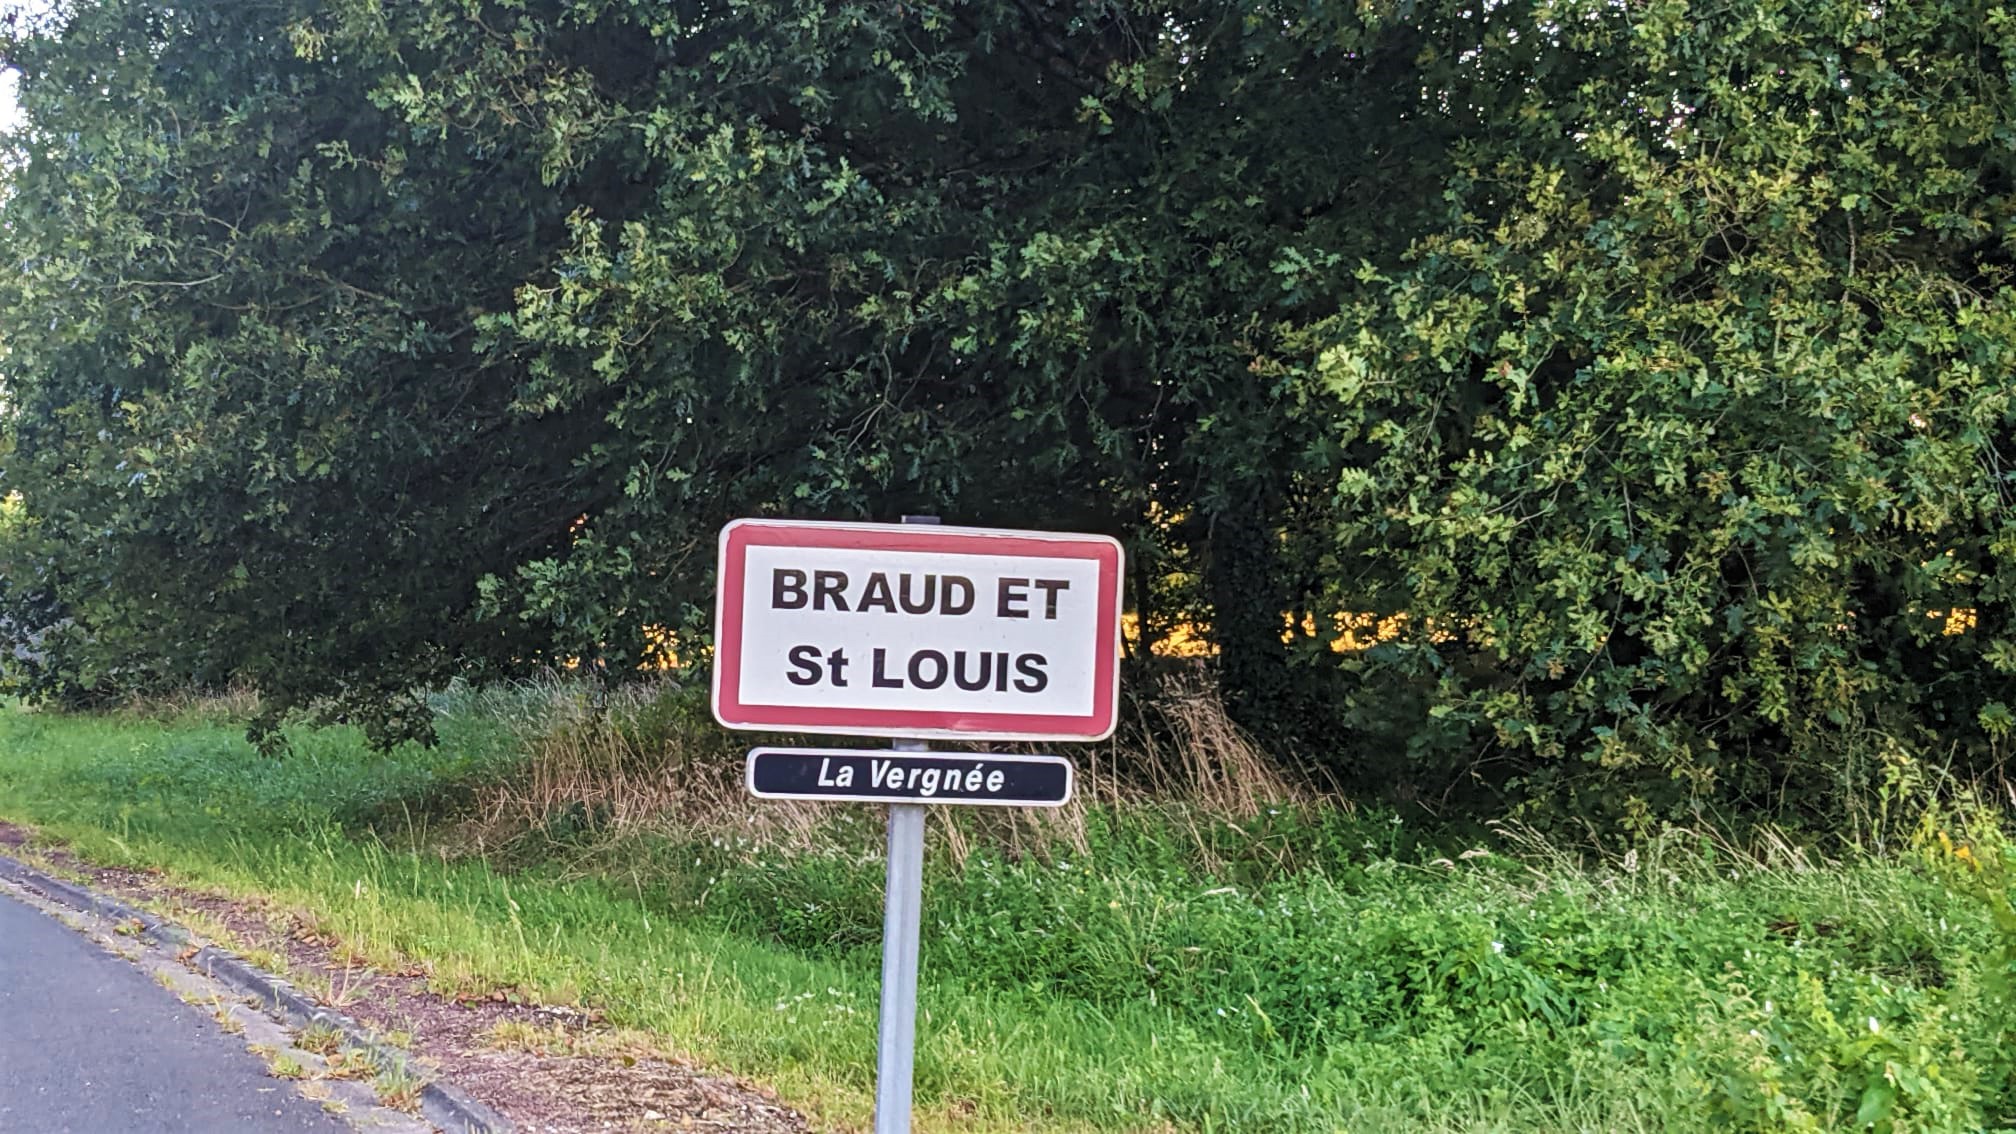 BRAUD ET
St LOUIS
La Vergnée